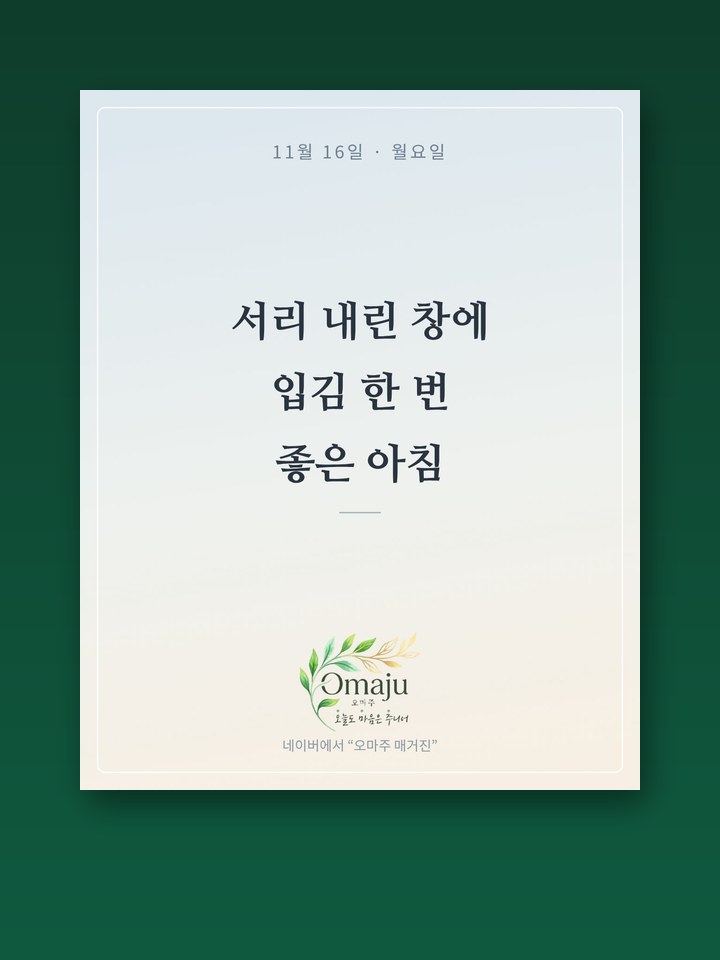 11월 16일 · 월요일
서리 내린 창에
입김 한 번
좋은 아침
Omaju
오마주
오늘도 마음은 주니어
네이버에서 “오마주 매거진”